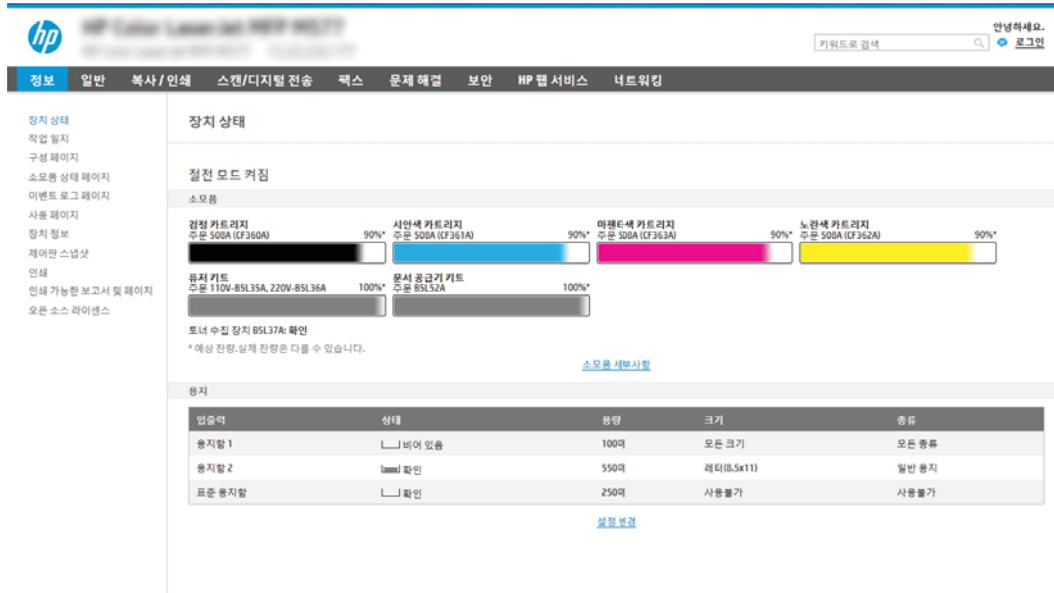 hp
안녕하세요.
키워드로 검색
로그인
정보 일반 복사 / 인쇄 스캔/디지털 전송 팩스 문제 해결 보안 HP 웹 서비스 네트워킹
장치 상태
작업 일지
구성 페이지
소모품 상태 페이지
이벤트 로그 페이지
사용 페이지
장치 정보
제어판 스냅샷
인쇄
인쇄 가능한 보고서 및 페이지
오픈 소스 라이센스
장치 상태
절전 모드 켜짐
소모품
검정 카트리지 시안색 카트리지 마젠타색 카트리지 노란색 카트리지
주문 508A (CF360A) 90%* 주문 508A (CF361A) 90%* 주문 508A (CF363A) 90%* 주문 508A (CF362A) 90%*
퓨저 키트 문서 공급기 키트
주문 110V-B5L35A, 220V-B5L36A 100%* 주문 B5L52A 100%*
토너 수집 장치 B5L37A: 확인
* 예상 잔량.실제 잔량은 다를 수 있습니다.
소모품 세부사항
용지
입출력 상태 용량 크기 종류
용지함 1 비어 있음 100매 모든 크기 모든 종류
용지함 2 확인 550매 레터(8.5x11) 일반 용지
표준 용지함 확인 250매 사용불가 사용불가
설정 변경